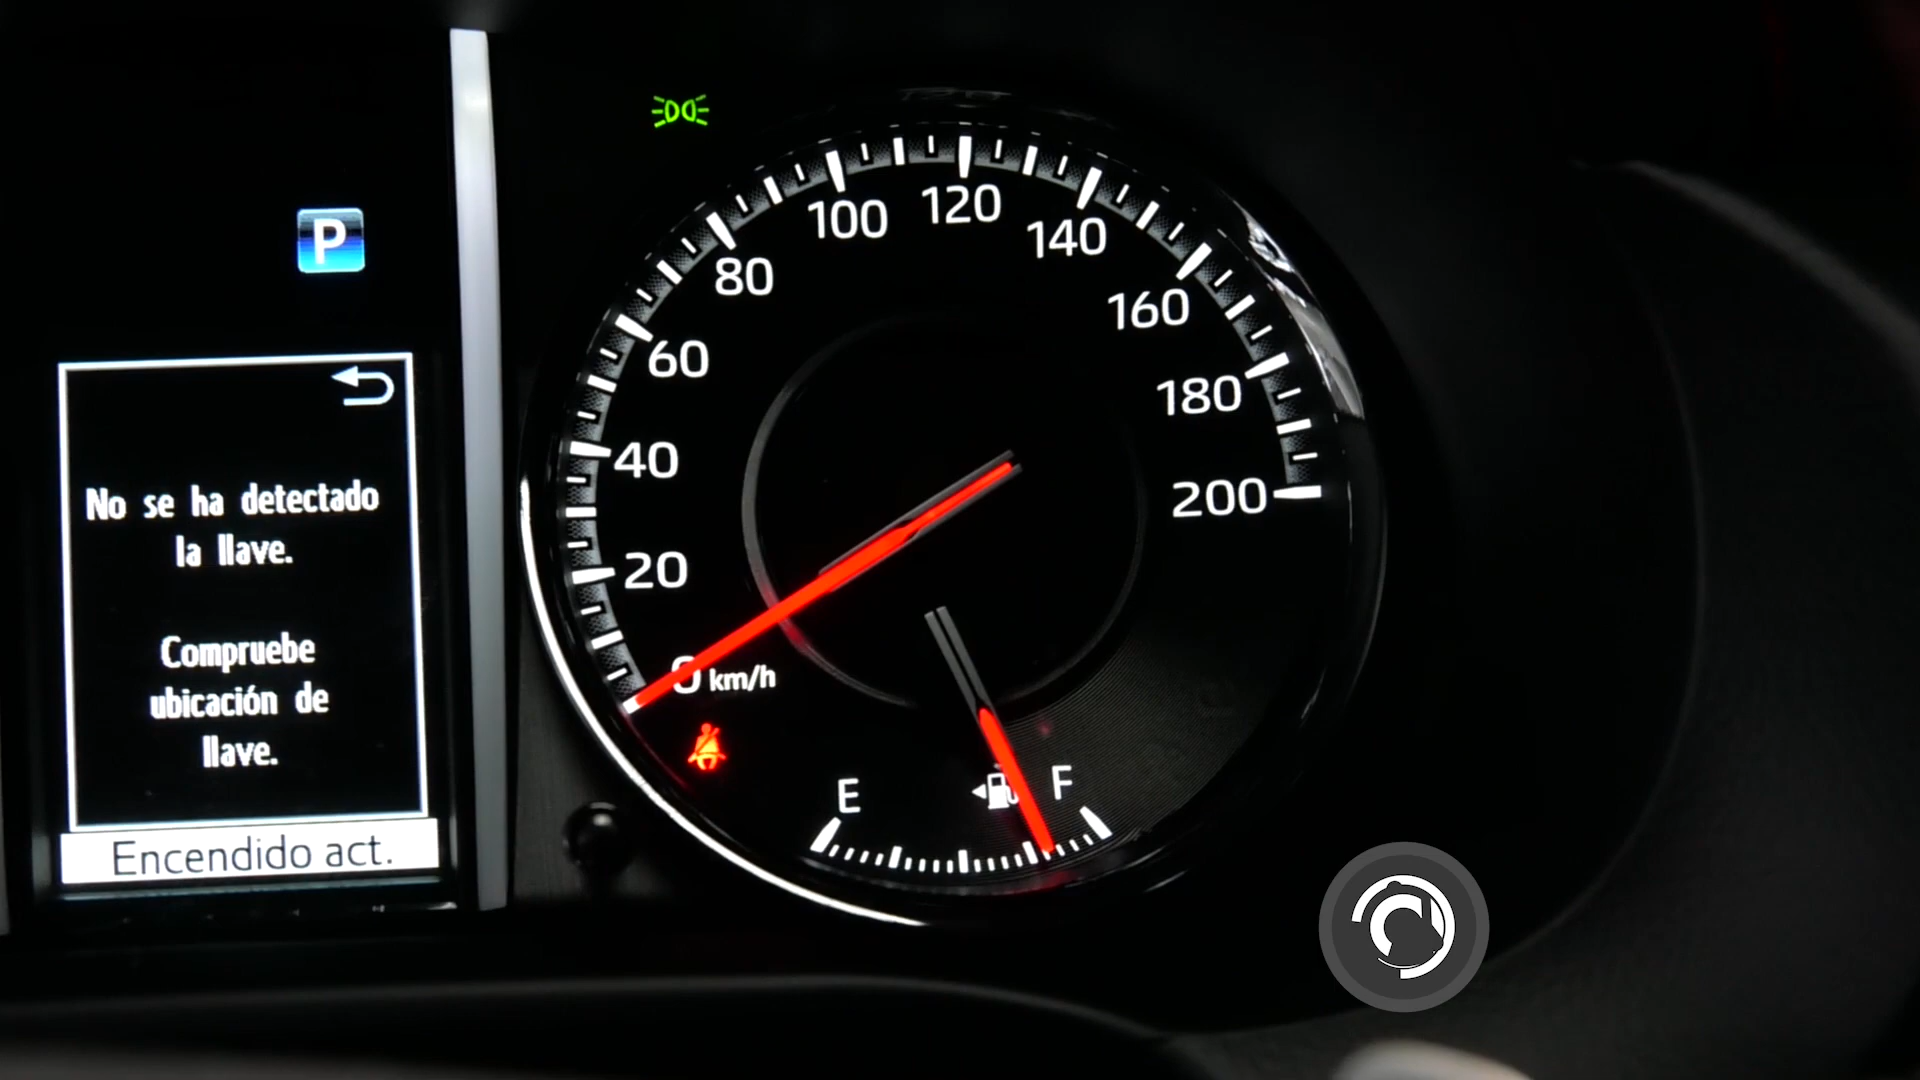 P
No se ha detectado
la llave.
Compruebe
ubicación de
llave.
Encendido act.
0 km/h
20
40
60
80
100
120
140
160
180
200
E
F